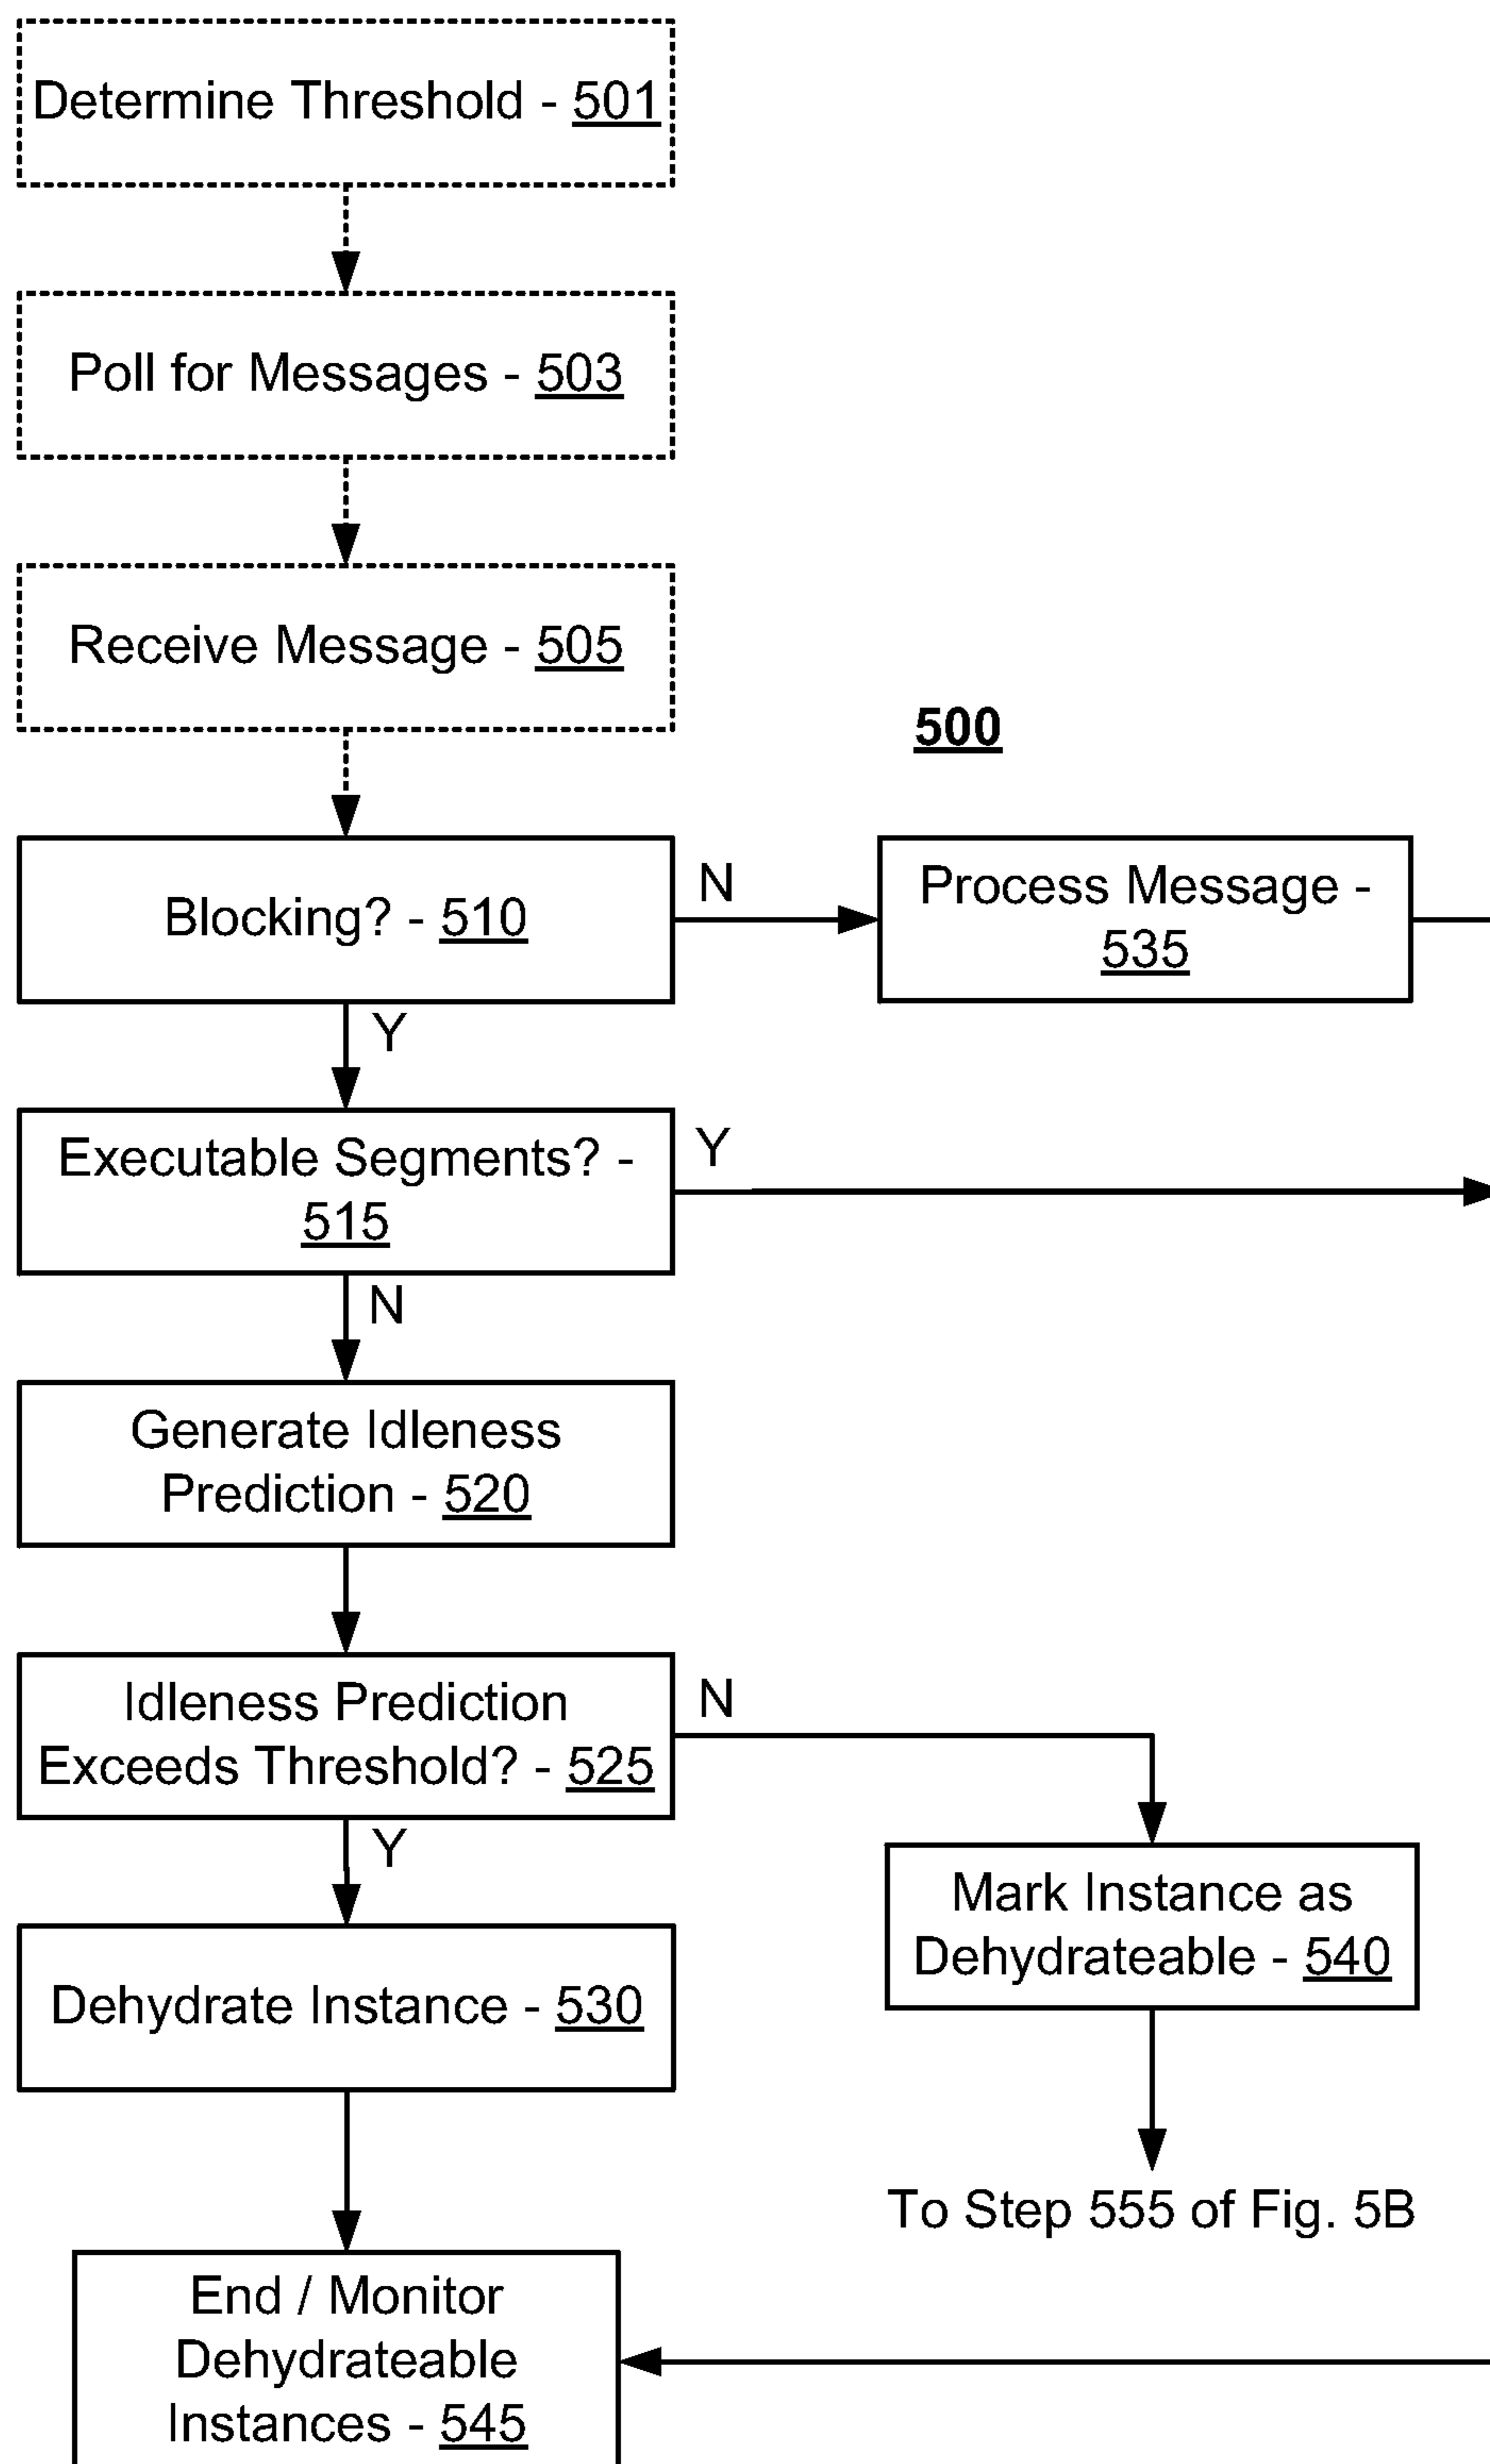 Determine Threshold - 501
Poll for Messages - 503
Receive Message - 505
500
Blocking? - 510
N
Process Message -
535
Y
Executable Segments? -
515
Y
N
Generate Idleness
Prediction - 520
Idleness Prediction
Exceeds Threshold? - 525
N
Y
Mark Instance as
Dehydrateable - 540
Dehydrate Instance - 530
To Step 555 of Fig. 5B
End / Monitor
Dehydrateable
Instances - 545